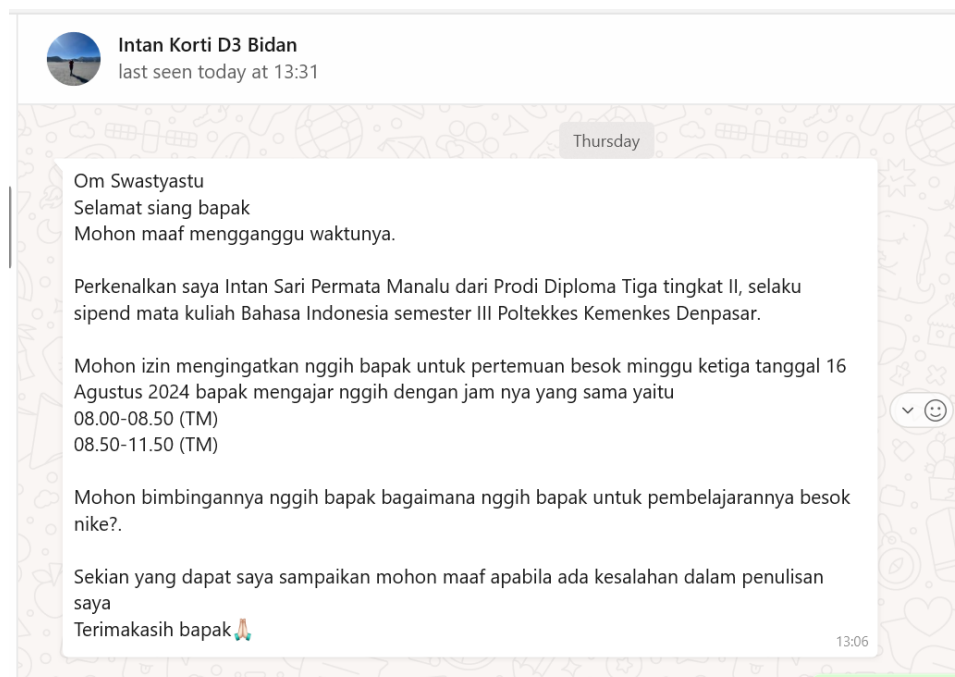 Intan Korti D3 Bidan
last seen today at 13:31
Thursday
Om Swastyastu
Selamat siang bapak
Mohon maaf mengganggu waktunya.
Perkenalkan saya Intan Sari Permata Manalu dari Prodi Diploma Tiga tingkat II, selaku
sipend mata kuliah Bahasa Indonesia semester III Poltekkes Kemenkes Denpasar.
Mohon izin mengingatkan nggih bapak untuk pertemuan besok minggu ketiga tanggal 16
Agustus 2024 bapak mengajar nggih dengan jam nya yang sama yaitu
08.00-08.50 (TM)
08.50-11.50 (TM)
Mohon bimbingannya nggih bapak bagaimana nggih bapak untuk pembelajarannya besok
nike?.
Sekian yang dapat saya sampaikan mohon maaf apabila ada kesalahan dalam penulisan
saya
Terimakasih bapak🙏🏻
13:06